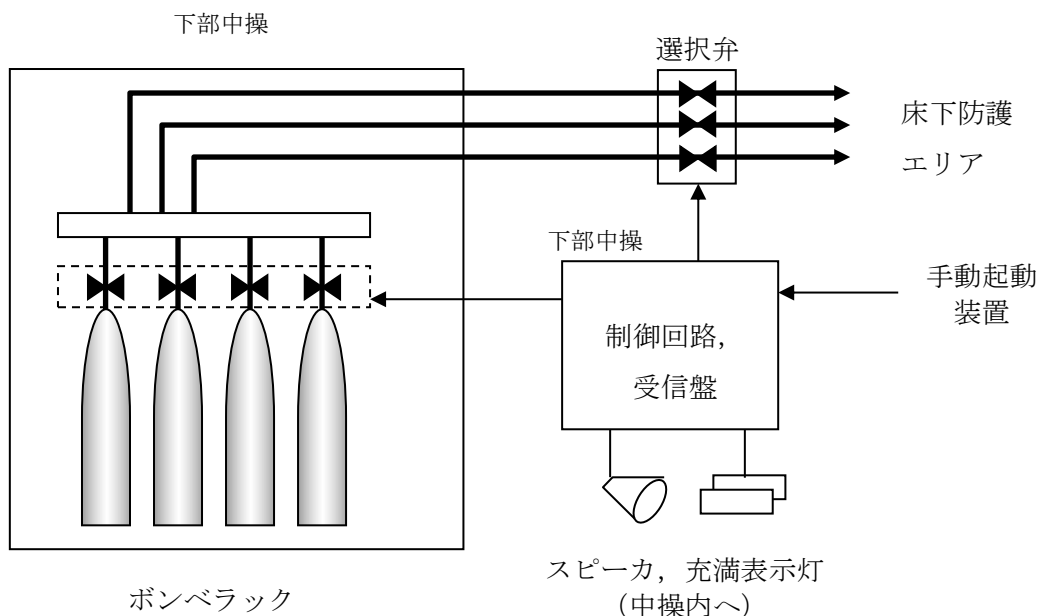 下部中操
選択弁
床下防護
エリア
下部中操
手動起動
装置
制御回路，
受信盤
スピーカ，充満表示灯
（中操内へ）
ボンベラック